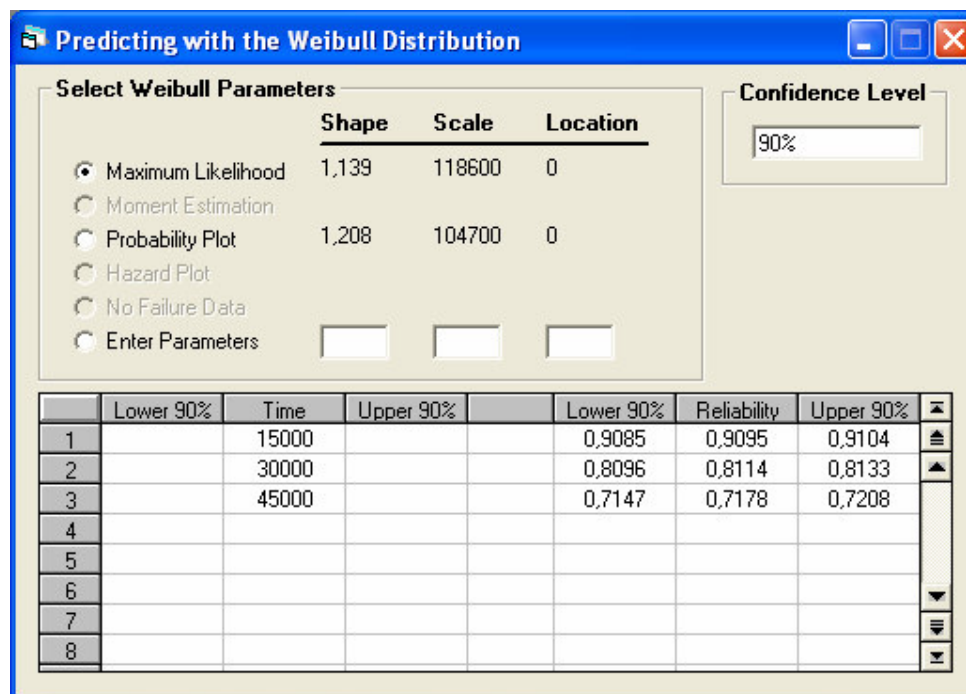 Predicting with the Weibull Distribution
Select Weibull Parameters
Shape Scale Location
Maximum Likelihood 1,139 118600 0
Moment Estimation
Probability Plot 1,208 104700 0
Hazard Plot
No Failure Data
Enter Parameters
Confidence Level
90%
Lower 90% Time Upper 90% Lower 90% Reliability Upper 90%
1 15000 0,9085 0,9095 0,9104
2 30000 0,8096 0,8114 0,8133
3 45000 0,7147 0,7178 0,7208
4
5
6
7
8